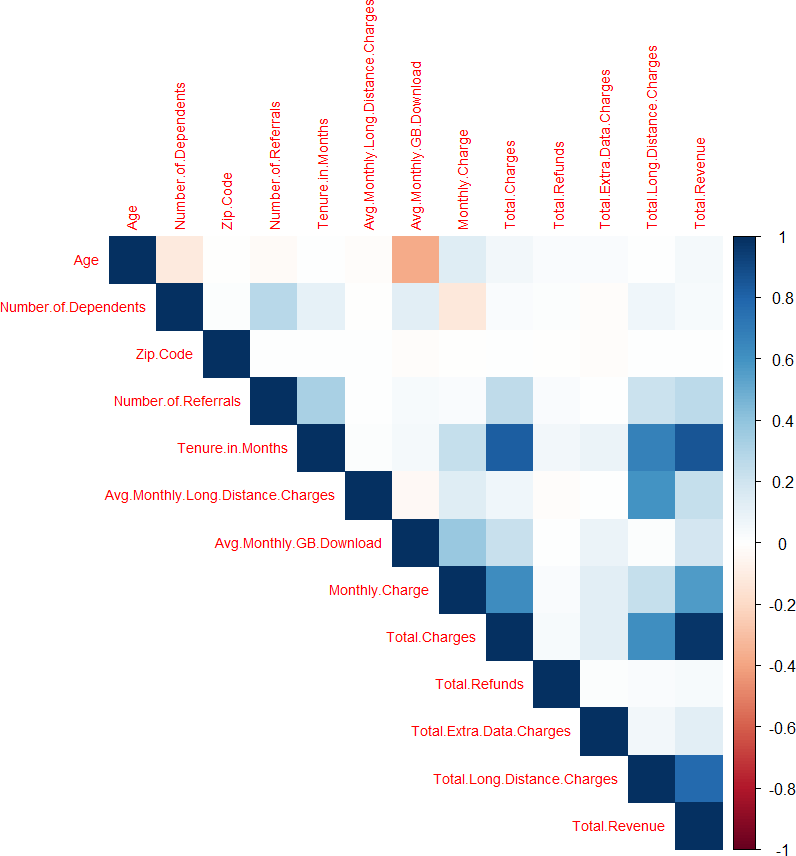 Age
Number.of.Dependents
Zip.Code
Number.of.Referrals
Tenure.in.Months
Avg.Monthly.Long.Distance.Charges
Avg.Monthly.GB.Download
Monthly.Charge
Total.Charges
Total.Refunds
Total.Extra.Data.Charges
Total.Long.Distance.Charges
Total.Revenue
Age
Number.of.Dependents
Zip.Code
Number.of.Referrals
Tenure.in.Months
Avg.Monthly.Long.Distance.Charges
Avg.Monthly.GB.Download
Monthly.Charge
Total.Charges
Total.Refunds
Total.Extra.Data.Charges
Total.Long.Distance.Charges
Total.Revenue
1
0.8
0.6
0.4
0.2
0
-0.2
-0.4
-0.6
-0.8
-1